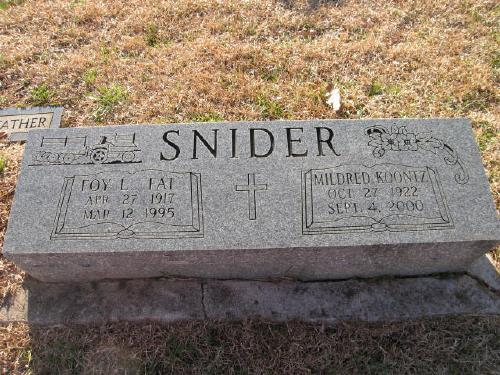 ATHER
SNIDER
FOY L. "FAT"
APR. 27, 1917
MAR. 12, 1995
MILDRED KOONTZ
OCT. 27, 1922
SEPT. 4, 2000